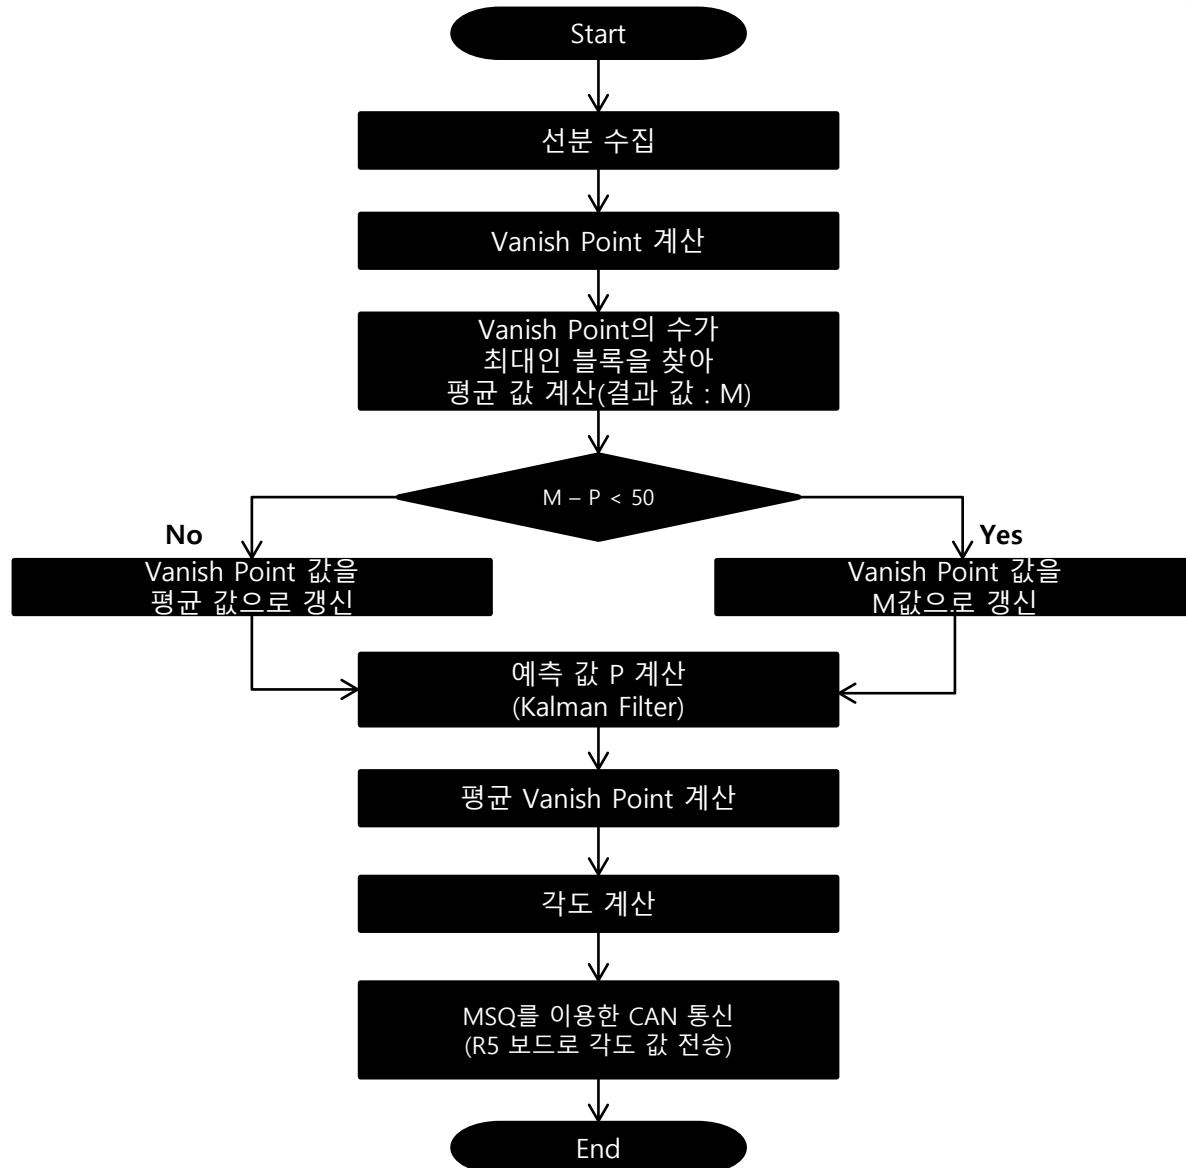 Start
선분 수집
Vanish Point 계산
Vanish Point의 수가
최대인 블록을 찾아
평균 값 계산(결과 값 : M)
M – P < 50
No
Yes
Vanish Point 값을
평균 값으로 갱신
Vanish Point 값을
M값으로 갱신
예측 값 P 계산
(Kalman Filter)
평균 Vanish Point 계산
각도 계산
MSQ를 이용한 CAN 통신
(R5 보드로 각도 값 전송)
End